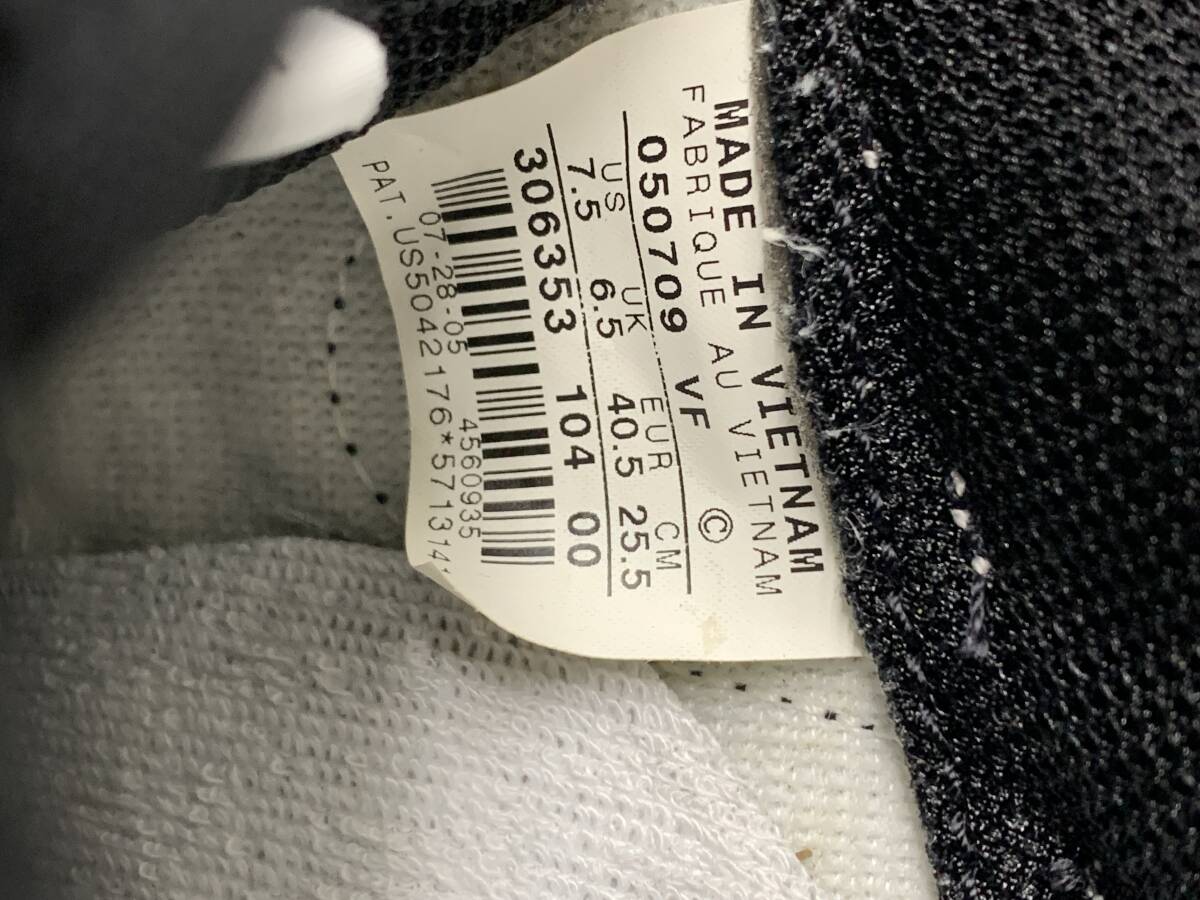 MADE IN VIETNAM
FABRIQUE AU VIETNAM
050709 VF ©
US UK EUR CM
7.5 6.5 40.5 25.5
306353 104 00
07-28-05 4560935
PAT. US5042176*571314,